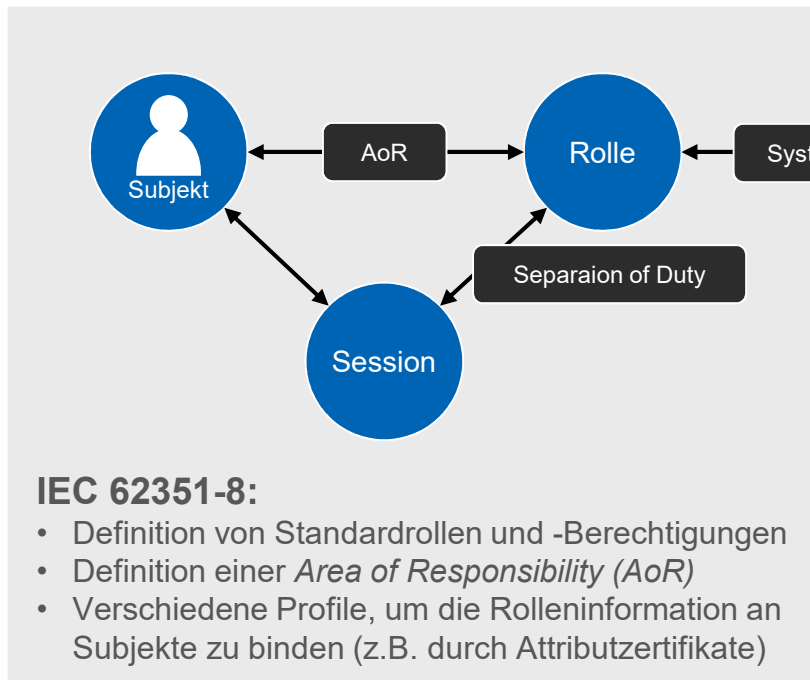 AoR
Rolle
Syst
Subjekt
Separaion of Duty
Session
IEC 62351-8:
• Definition von Standardrollen und -Berechtigungen
• Definition einer Area of Responsibility (AoR)
• Verschiedene Profile, um die Rolleninformation an
Subjekte zu binden (z.B. durch Attributzertifikate)